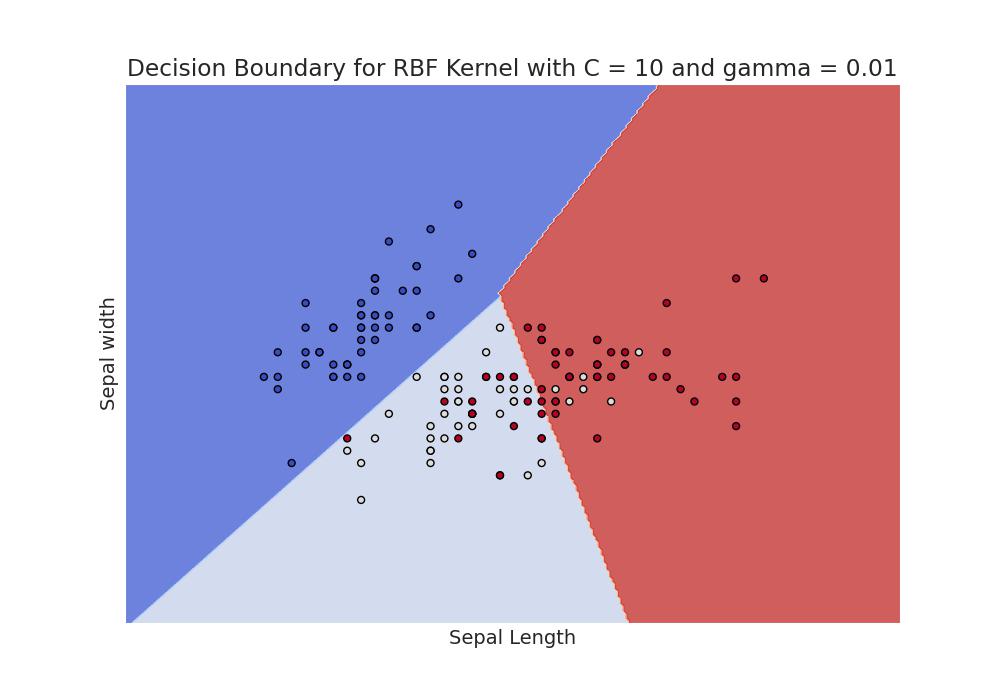 Decision Boundary for RBF Kernel with C = 10 and gamma = 0.01
Sepal width
Sepal Length